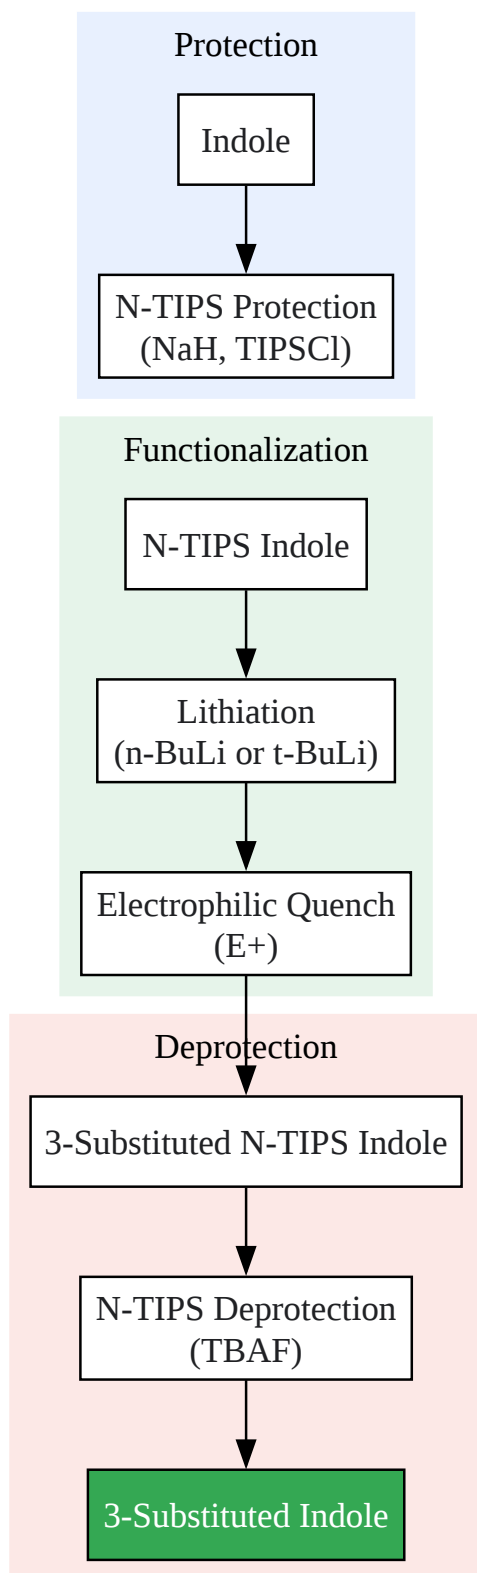 Protection
Indole
N-TIPS Protection
(NaH, TIPSCl)
Functionalization
N-TIPS Indole
Lithiation
(n-BuLi or t-BuLi)
Electrophilic Quench
(E+)
Deprotection
3-Substituted N-TIPS Indole
N-TIPS Deprotection
(TBAF)
3-Substituted Indole